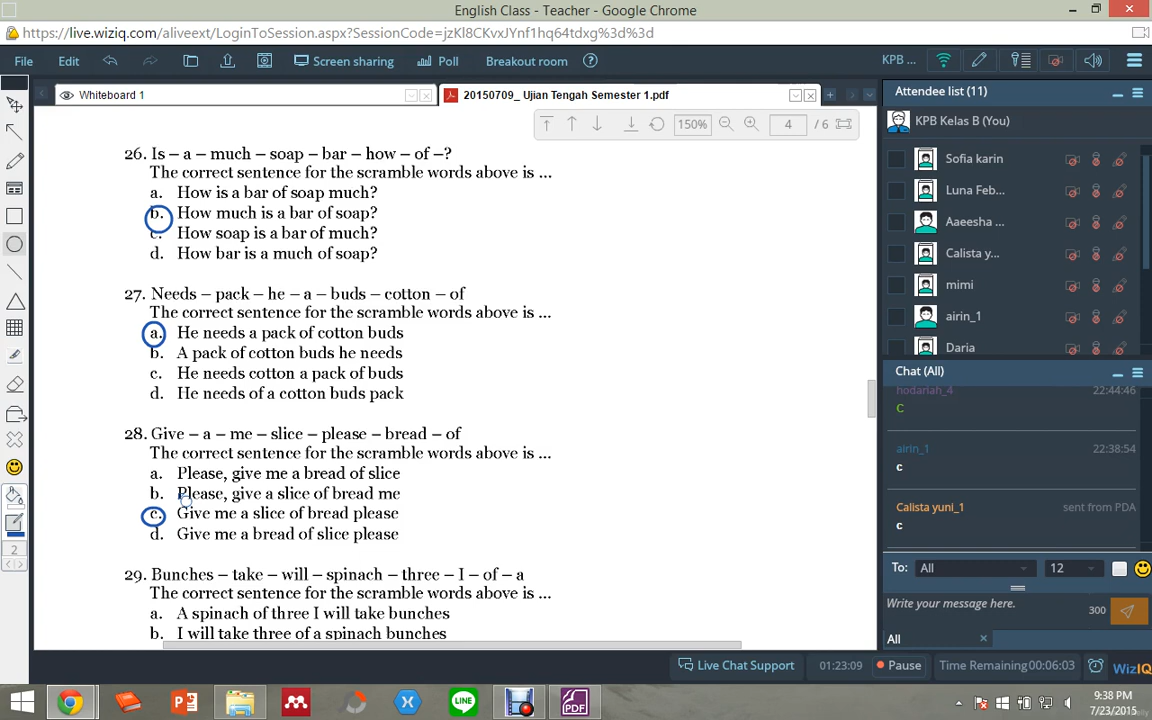 English Class - Teacher - Google Chrome
https://live.wiziq.com/aliveext/LoginToSession.aspx?SessionCode=jzKl8CKvxJYnf1hq64tdxg%3d%3d
File Edit Screen sharing Poll Breakout room ? KPB ...
Whiteboard 1
20150709_ Ujian Tengah Semester 1.pdf
150% 4 / 6
26. Is – a – much – soap – bar – how – of –?
The correct sentence for the scramble words above is ...
a. How is a bar of soap much?
b. How much is a bar of soap?
c. How soap is a bar of much?
d. How bar is a much of soap?
27. Needs – pack – he – a – buds – cotton – of
The correct sentence for the scramble words above is ...
a. He needs a pack of cotton buds
b. A pack of cotton buds he needs
c. He needs cotton a pack of buds
d. He needs of a cotton buds pack
28. Give – a – me – slice – please – bread – of
The correct sentence for the scramble words above is ...
a. Please, give me a bread of slice
b. Please, give a slice of bread me
c. Give me a slice of bread please
d. Give me a bread of slice please
29. Bunches – take – will – spinach – three – I – of – a
The correct sentence for the scramble words above is ...
a. A spinach of three I will take bunches
b. I will take three of a spinach bunches
2
Attendee list (11)
KPB Kelas B (You)
Sofia karin
Luna Feb...
Aaeesha ...
Calista y...
mimi
airin_1
Daria
Chat (All)
hodariah_4 22:44:46
C
airin_1 22:38:54
c
Calista yuni_1 sent from PDA
c
To: All 12
Write your message here. 300
All
Live Chat Support 01:23:09 Pause Time Remaining00:06:03 WizIQ
9:38 PM
7/23/2015